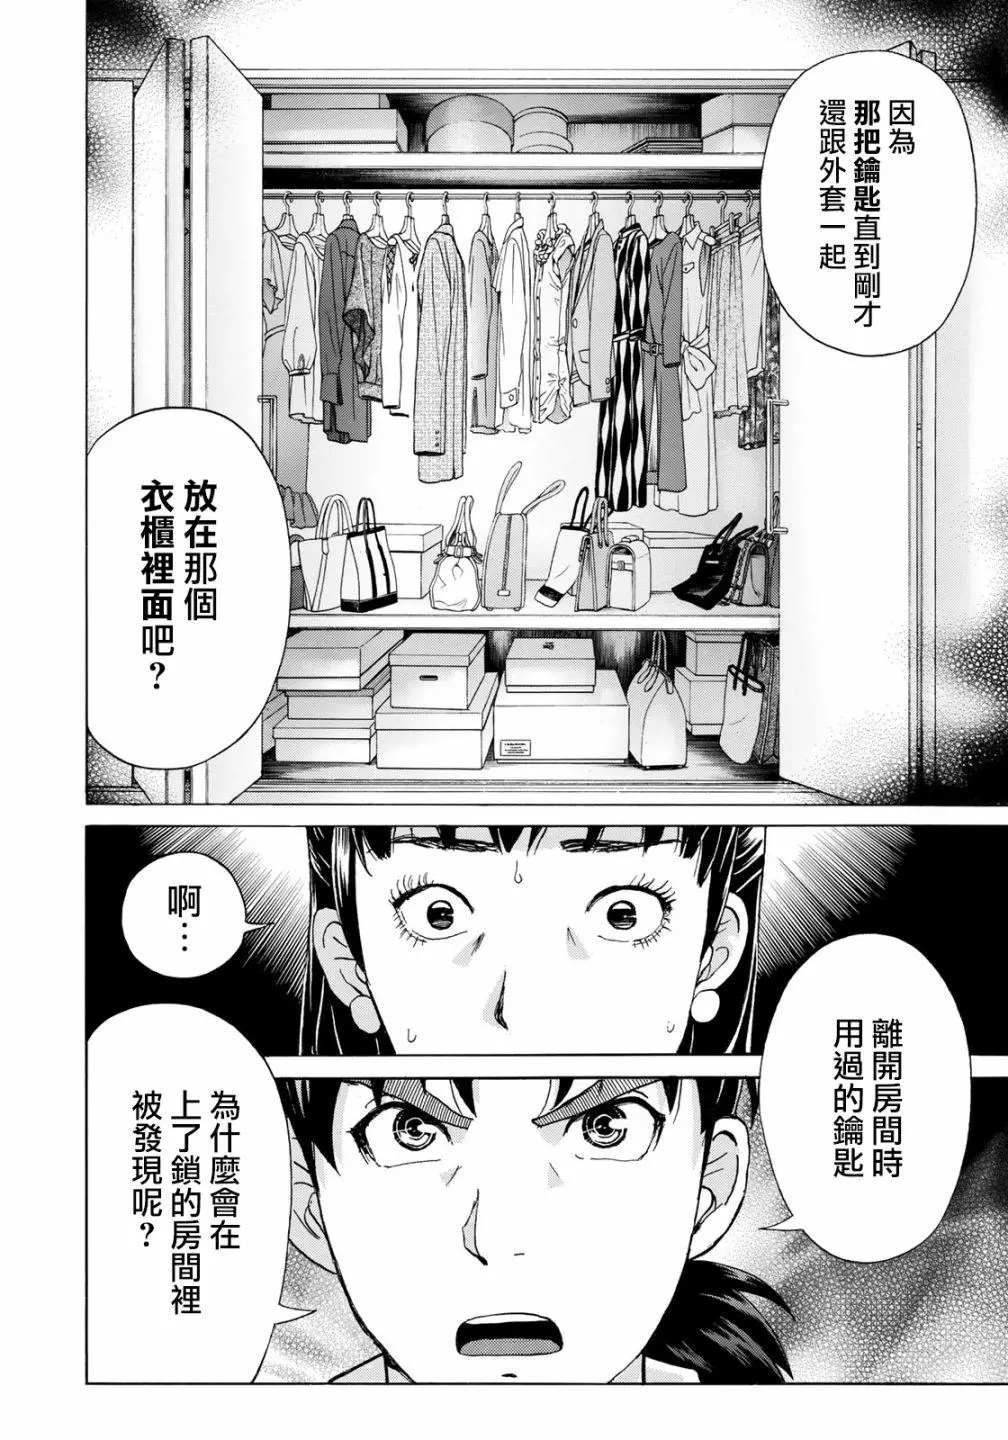 因為
那把鑰匙直到剛才
還跟外套一起
放在那個
衣櫃裡面吧?
啊…
離開房間時
用過的鑰匙
為什麼會在
上了鎖的房間裡
被發現呢?